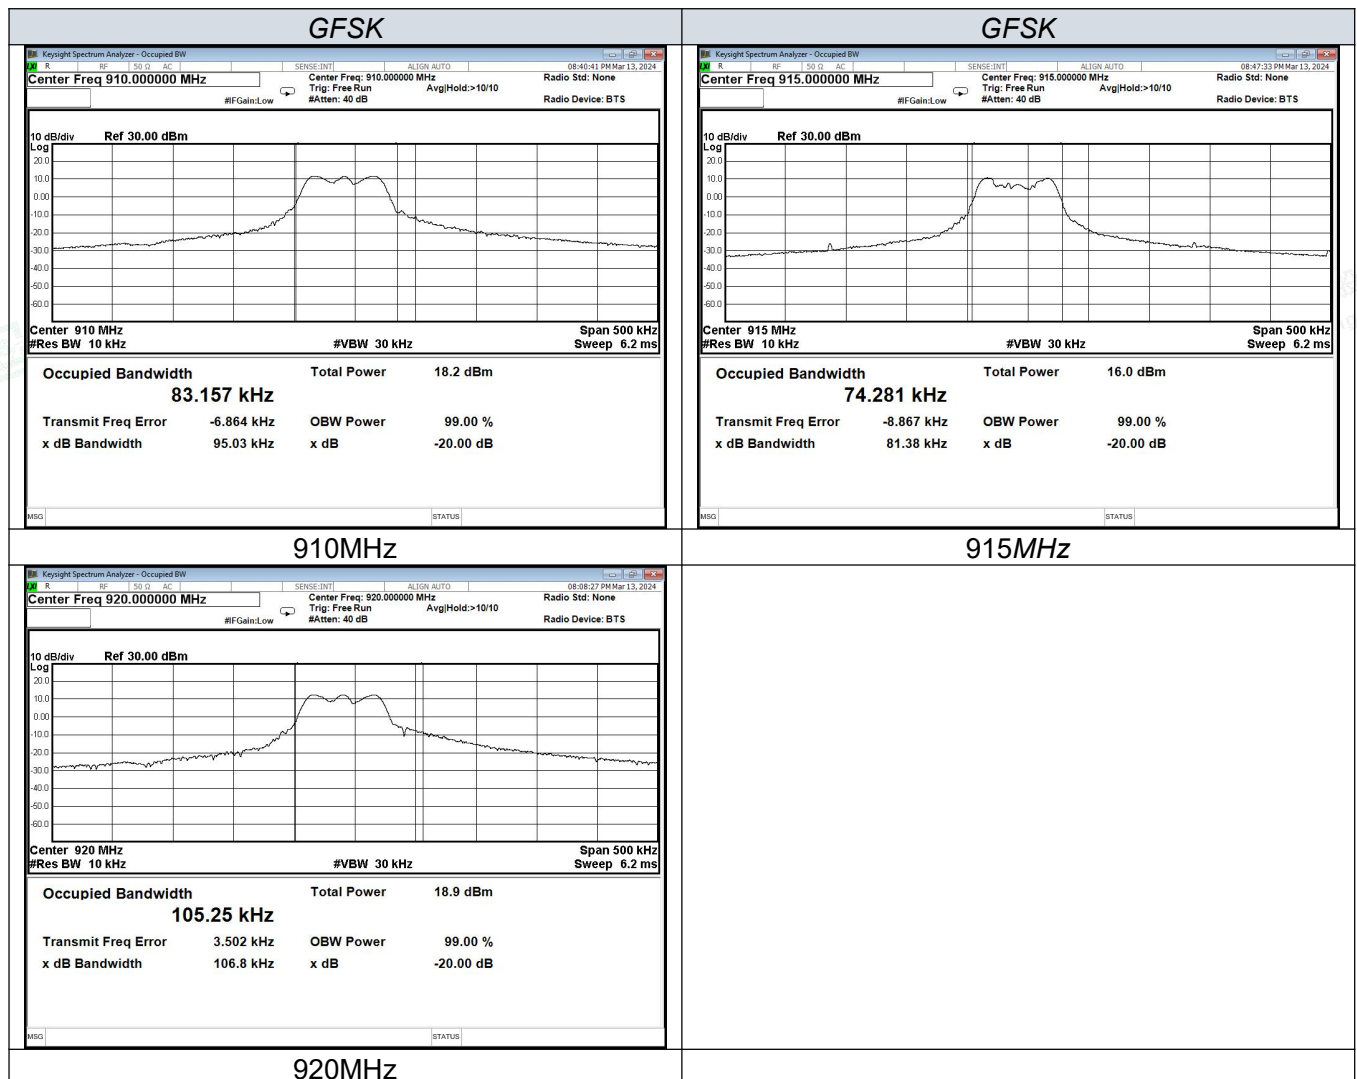 GFSK
GFSK
Keysight Spectrum Analyzer - Occupied BW
LXI R RF 50 Ω AC SENSE:INT ALIGN AUTO 08:40:41 PM Mar 13, 2024
Center Freq 910.000000 MHz Center Freq: 910.000000 MHz Radio Std: None
Trig: Free Run Avg|Hold:>10/10
#IFGain:Low #Atten: 40 dB Radio Device: BTS
10 dB/div Ref 30.00 dBm
Log
20.0
10.0
0.00
-10.0
-20.0
-30.0
-40.0
-50.0
-60.0
Center 910 MHz Span 500 kHz
#Res BW 10 kHz #VBW 30 kHz Sweep 6.2 ms
Occupied Bandwidth Total Power 18.2 dBm
83.157 kHz
Transmit Freq Error -6.864 kHz OBW Power 99.00 %
x dB Bandwidth 95.03 kHz x dB -20.00 dB
MSG STATUS
Keysight Spectrum Analyzer - Occupied BW
LXI R RF 50 Ω AC SENSE:INT ALIGN AUTO 08:47:33 PM Mar 13, 2024
Center Freq 915.000000 MHz Center Freq: 915.000000 MHz Radio Std: None
Trig: Free Run Avg|Hold:>10/10
#IFGain:Low #Atten: 40 dB Radio Device: BTS
10 dB/div Ref 30.00 dBm
Log
20.0
10.0
0.00
-10.0
-20.0
-30.0
-40.0
-50.0
-60.0
Center 915 MHz Span 500 kHz
#Res BW 10 kHz #VBW 30 kHz Sweep 6.2 ms
Occupied Bandwidth Total Power 16.0 dBm
74.281 kHz
Transmit Freq Error -8.867 kHz OBW Power 99.00 %
x dB Bandwidth 81.38 kHz x dB -20.00 dB
MSG STATUS
910MHz
915MHz
Keysight Spectrum Analyzer - Occupied BW
LXI R RF 50 Ω AC SENSE:INT ALIGN AUTO 08:08:27 PM Mar 13, 2024
Center Freq 920.000000 MHz Center Freq: 920.000000 MHz Radio Std: None
Trig: Free Run Avg|Hold:>10/10
#IFGain:Low #Atten: 40 dB Radio Device: BTS
10 dB/div Ref 30.00 dBm
Log
20.0
10.0
0.00
-10.0
-20.0
-30.0
-40.0
-50.0
-60.0
Center 920 MHz Span 500 kHz
#Res BW 10 kHz #VBW 30 kHz Sweep 6.2 ms
Occupied Bandwidth Total Power 18.9 dBm
105.25 kHz
Transmit Freq Error 3.502 kHz OBW Power 99.00 %
x dB Bandwidth 106.8 kHz x dB -20.00 dB
MSG STATUS
920MHz